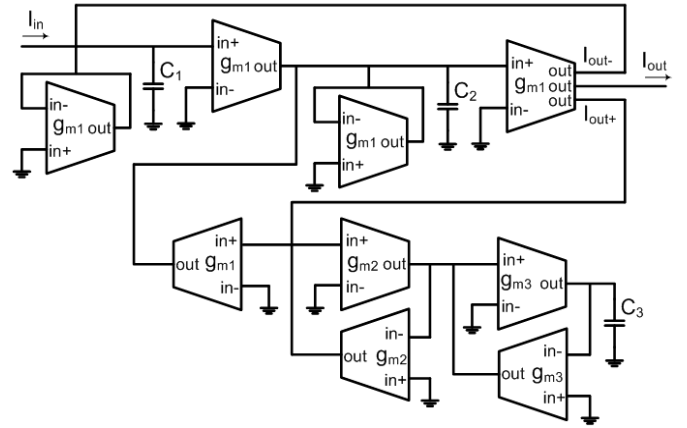 Iin
in+
C1
gm1 out
in-
in-
gm1 out
in+
in-
gm1 out
in+
C2
in+
out
gm1 out
out
in-
Iout-
Iout
Iout+
in+
out gm1
in-
in+
gm2 out
in-
in+
gm3 out
in-
C3
in-
out gm2
in+
in-
out gm3
in+